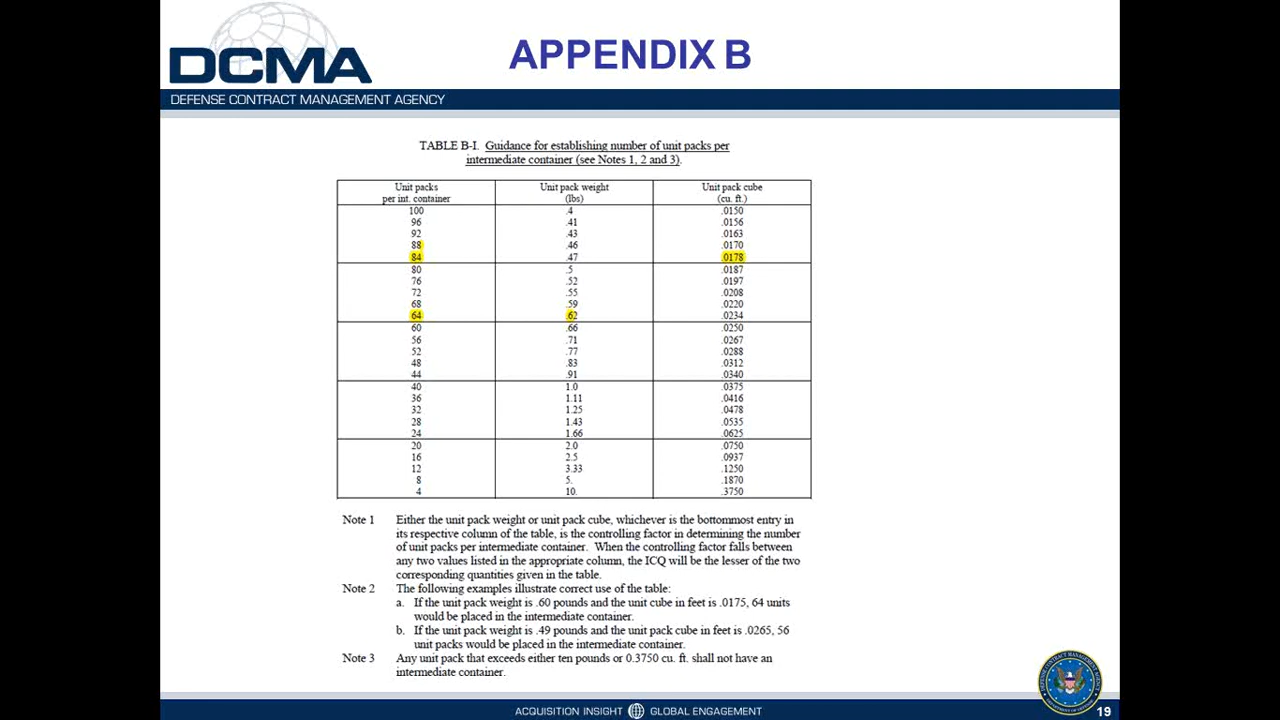 DCMA
APPENDIX B
DEFENSE CONTRACT MANAGEMENT AGENCY
TABLE B-I. Guidance for establishing number of unit packs per
intermediate container (see Notes 1, 2 and 3).
Unit packs per int. container Unit pack weight (lbs) Unit pack cube (cu. ft.)
100 .4 .0150
96 .41 .0156
92 .43 .0163
88 .46 .0170
84 .47 .0178
80 .5 .0187
76 .52 .0197
72 .55 .0208
68 .59 .0220
64 .62 .0234
60 .66 .0250
56 .71 .0267
52 .77 .0288
48 .83 .0312
44 .91 .0340
40 1.0 .0375
36 1.11 .0416
32 1.25 .0478
28 1.43 .0535
24 1.66 .0625
20 2.0 .0750
16 2.5 .0937
12 3.33 .1250
8 5. .1870
4 10. .3750
Note 1 Either the unit pack weight or unit pack cube, whichever is the bottommost entry in
its respective column of the table, is the controlling factor in determining the number
of unit packs per intermediate container. When the controlling factor falls between
any two values listed in the appropriate column, the ICQ will be the lesser of the two
corresponding quantities given in the table.
Note 2 The following examples illustrate correct use of the table:
a. If the unit pack weight is .60 pounds and the unit cube in feet is .0175, 64 units
would be placed in the intermediate container.
b. If the unit pack weight is .49 pounds and the unit pack cube in feet is .0265, 56
unit packs would be placed in the intermediate container.
Note 3 Any unit pack that exceeds either ten pounds or 0.3750 cu. ft. shall not have an
intermediate container.
ACQUISITION INSIGHT GLOBAL ENGAGEMENT
19